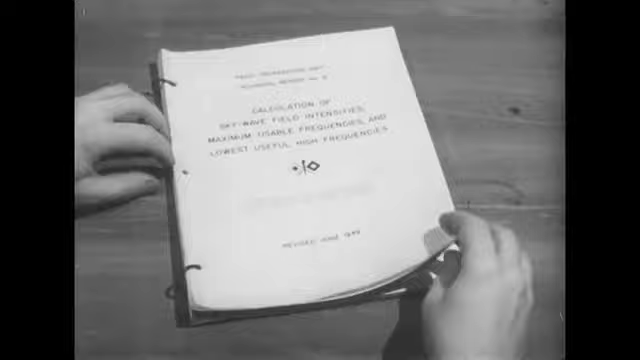 RADIO PROPAGATION UNIT
TECHNICAL REPORT No. 6
CALCULATION OF
SKY-WAVE FIELD INTENSITIES,
MAXIMUM USABLE FREQUENCIES, AND
LOWEST USEFUL HIGH FREQUENCIES
REVISED JUNE